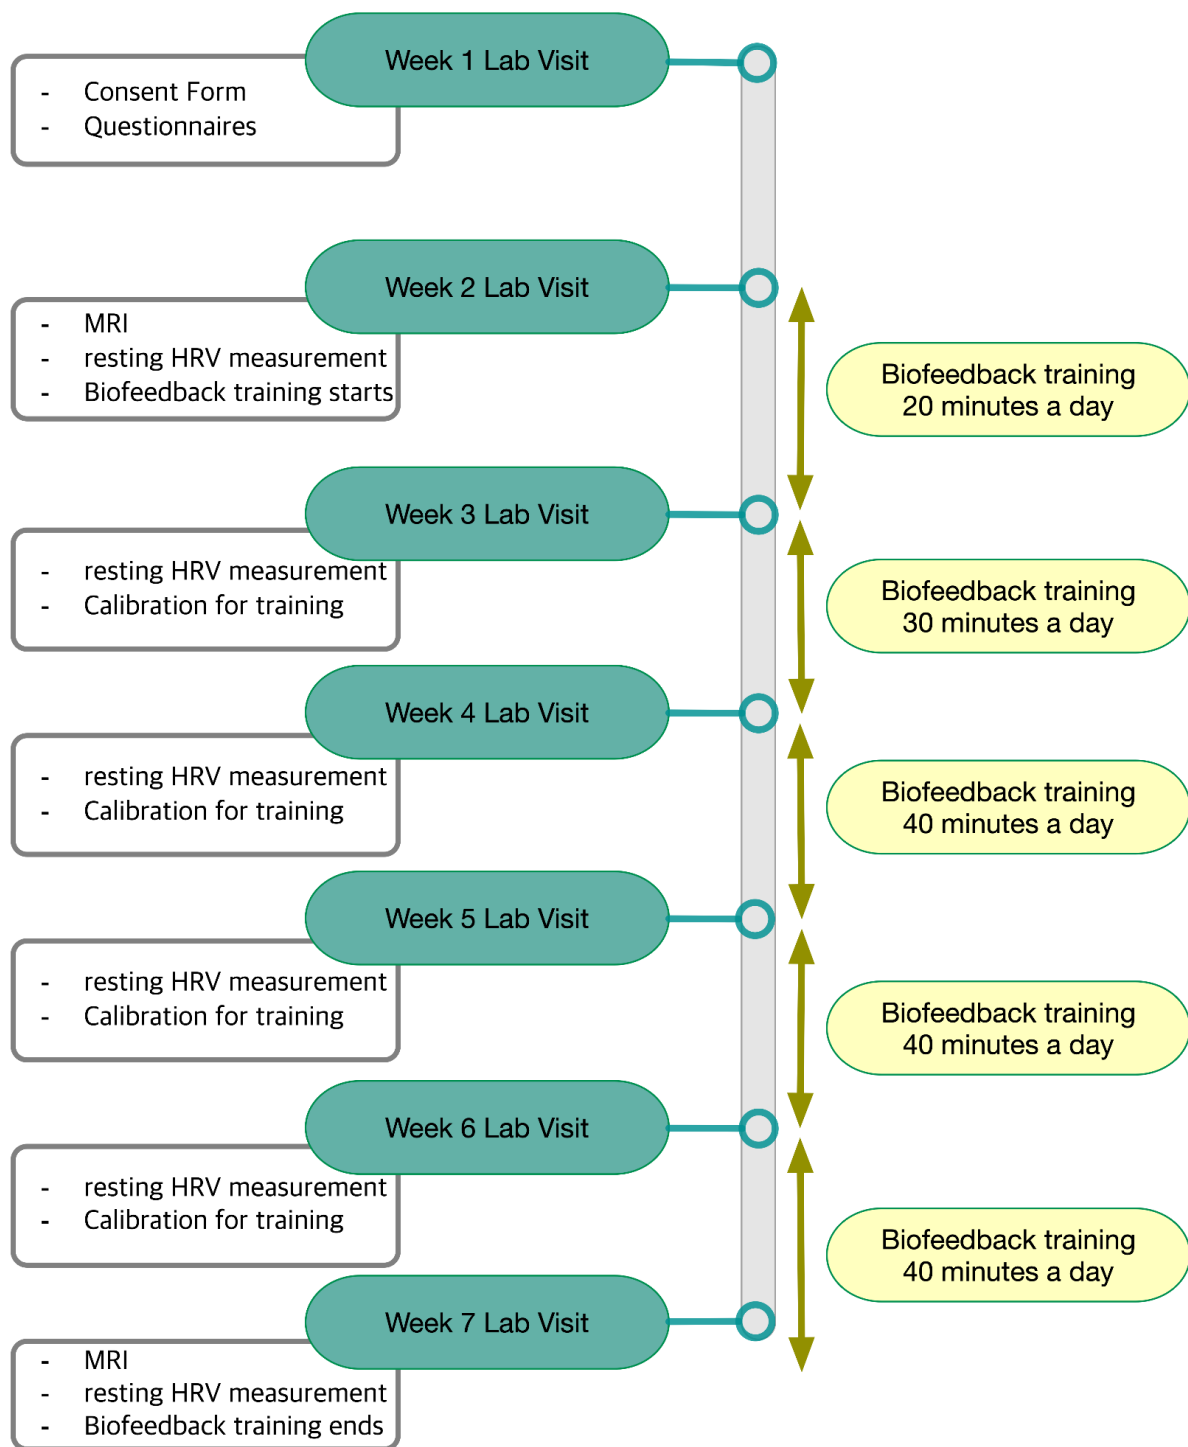 Week 1 Lab Visit
- Consent Form
- Questionnaires
Week 2 Lab Visit
- MRI
- resting HRV measurement
- Biofeedback training starts
Biofeedback training
20 minutes a day
Week 3 Lab Visit
- resting HRV measurement
- Calibration for training
Biofeedback training
30 minutes a day
Week 4 Lab Visit
- resting HRV measurement
- Calibration for training
Biofeedback training
40 minutes a day
Week 5 Lab Visit
- resting HRV measurement
- Calibration for training
Biofeedback training
40 minutes a day
Week 6 Lab Visit
- resting HRV measurement
- Calibration for training
Biofeedback training
40 minutes a day
Week 7 Lab Visit
- MRI
- resting HRV measurement
- Biofeedback training ends